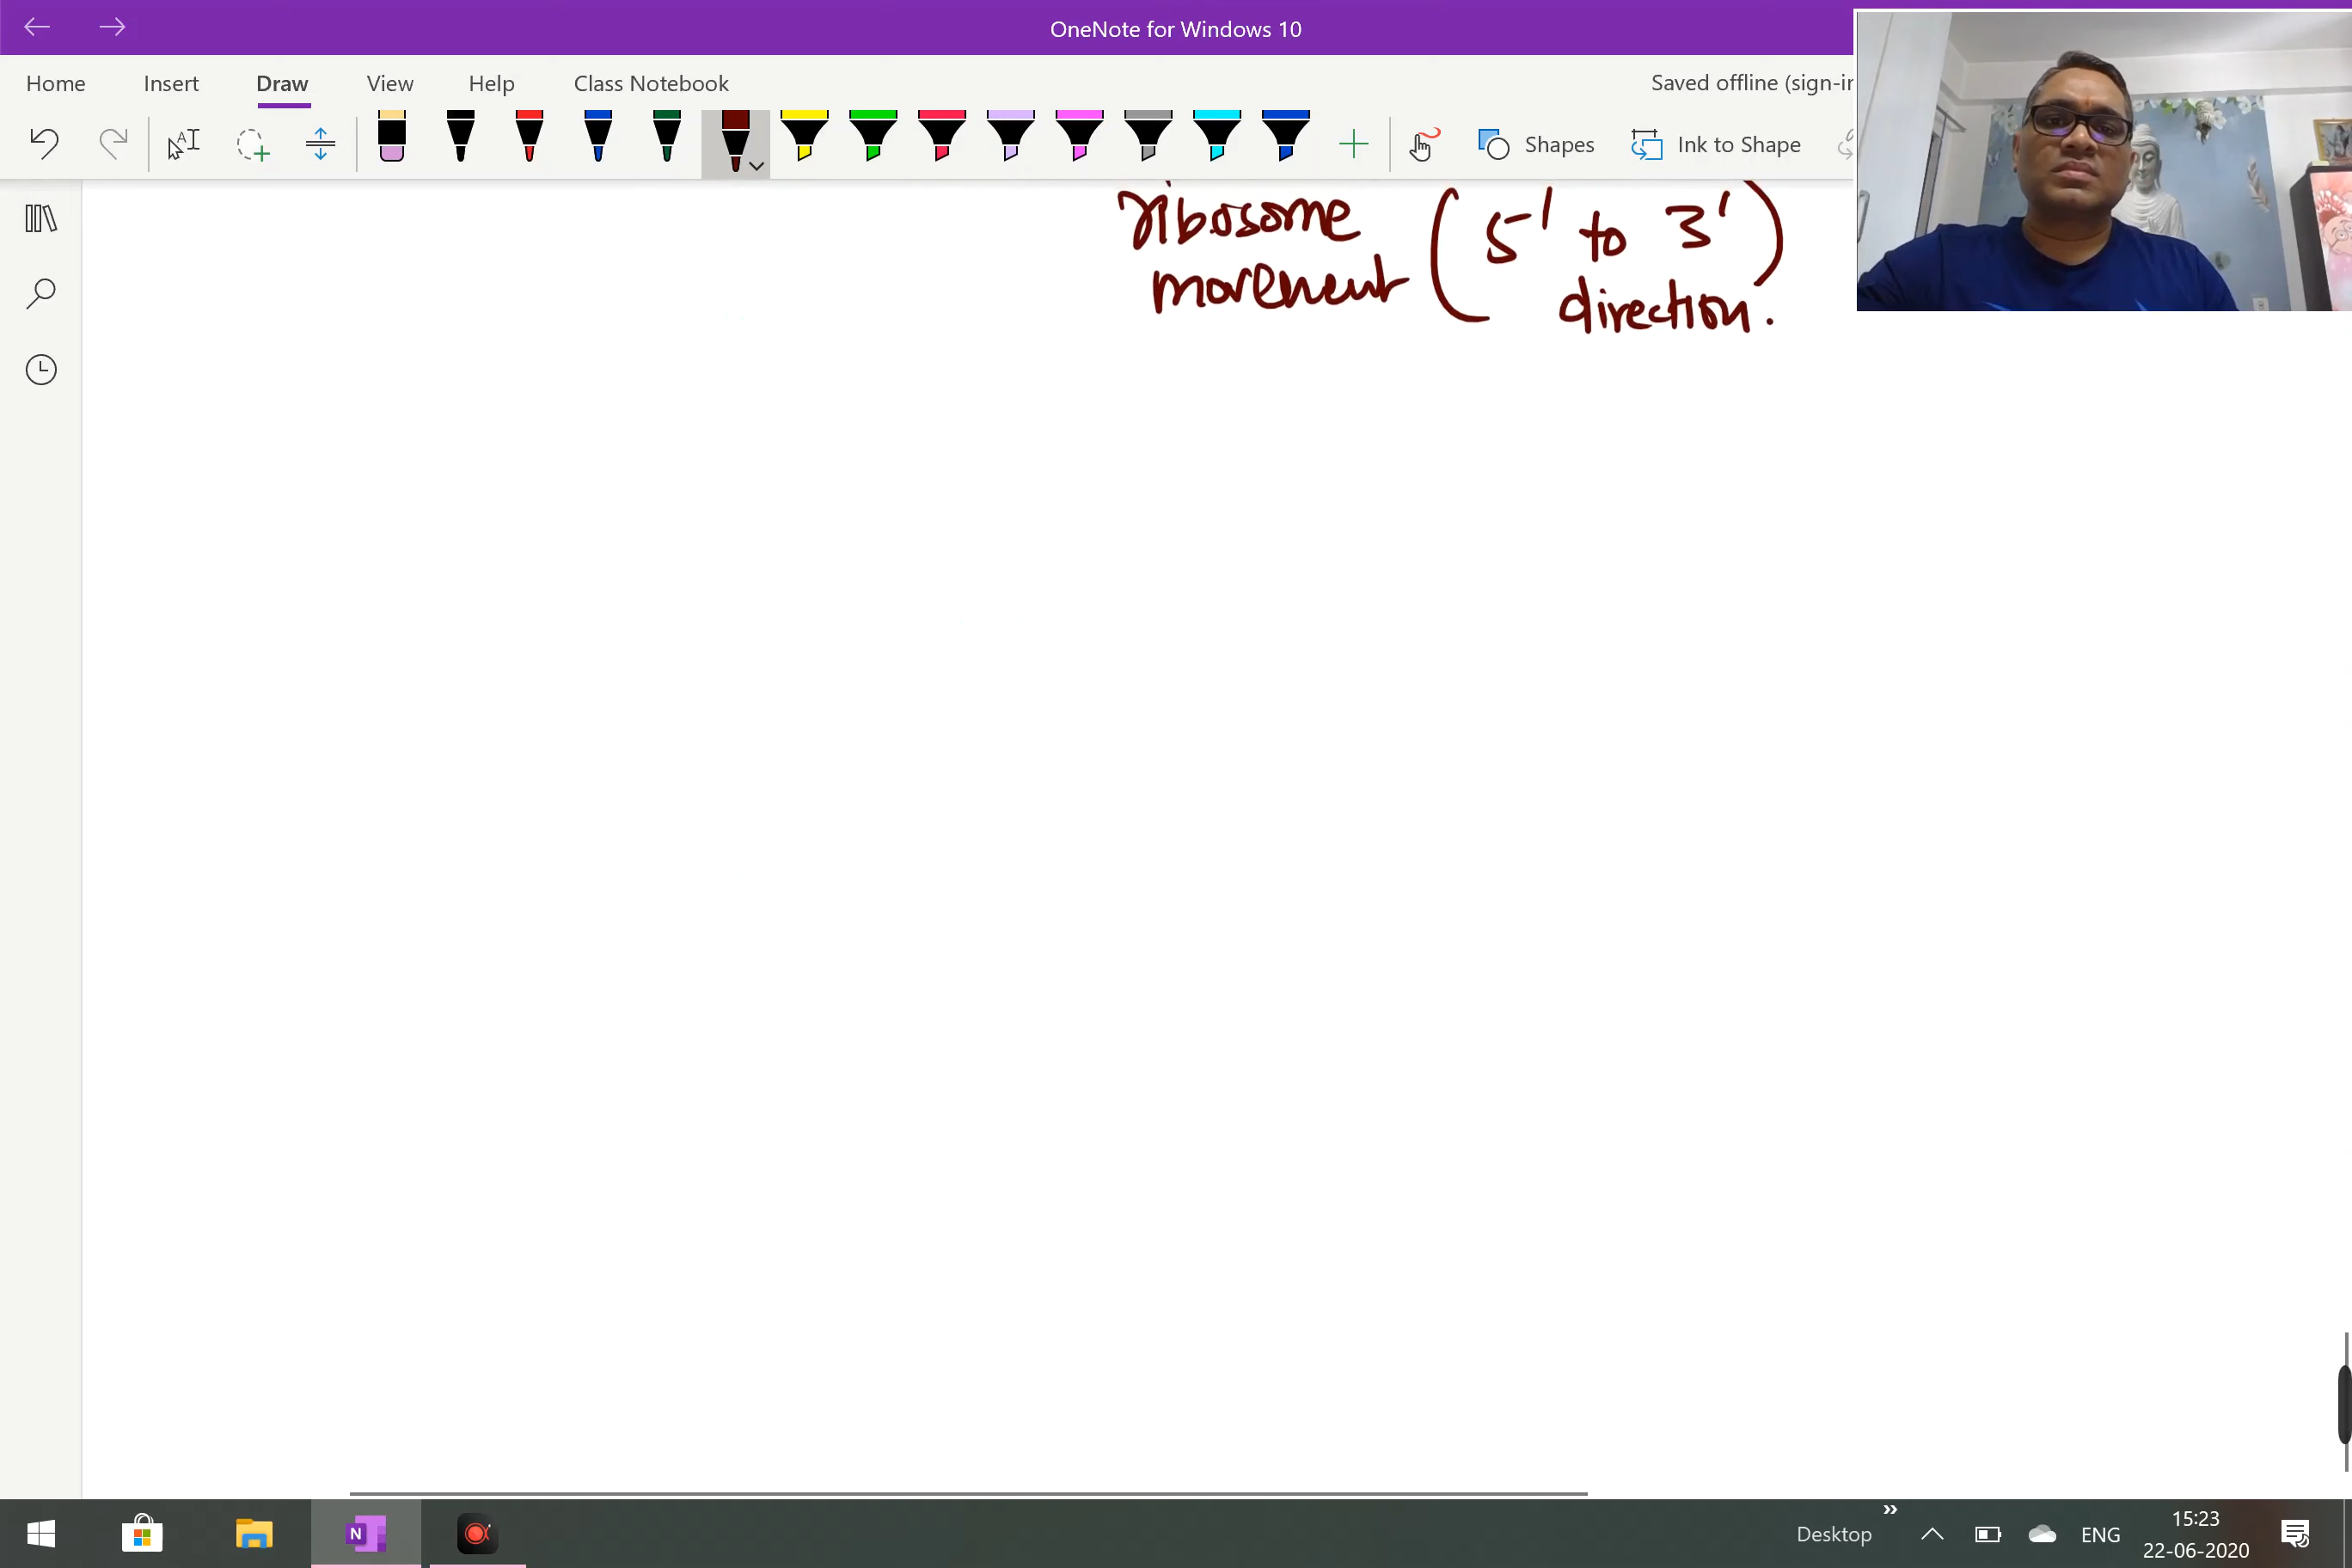 OneNote for Windows 10
Home Insert Draw View Help Class Notebook Saved offline (sign-in
Shapes Ink to Shape
ribosome (5' to 3')
movement direction.
Desktop ENG 15:23
22-06-2020